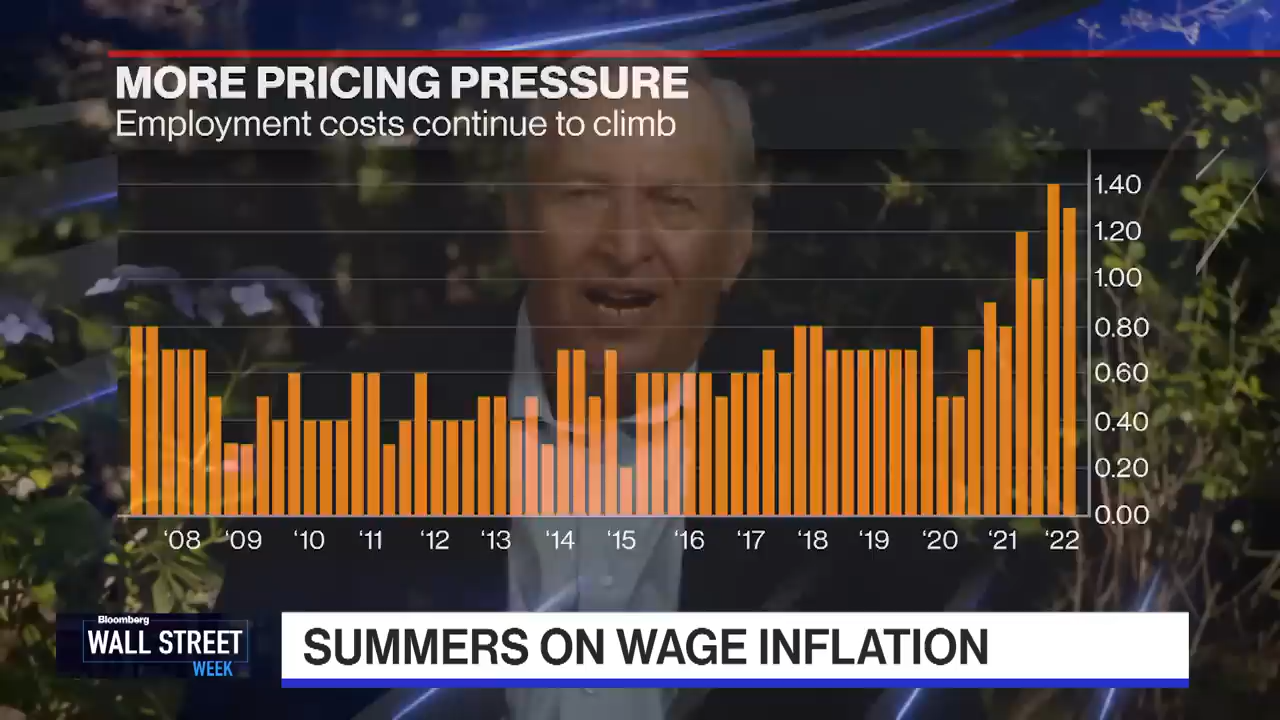 MORE PRICING PRESSURE
Employment costs continue to climb
1.40
1.20
1.00
0.80
0.60
0.40
0.20
0.00
‘08 ‘09 ‘10 ‘11 ‘12 ‘13 ‘14 ‘15 ‘16 ‘17 ‘18 ‘19 ‘20 ‘21 ‘22
Bloomberg
WALL STREET
WEEK
SUMMERS ON WAGE INFLATION